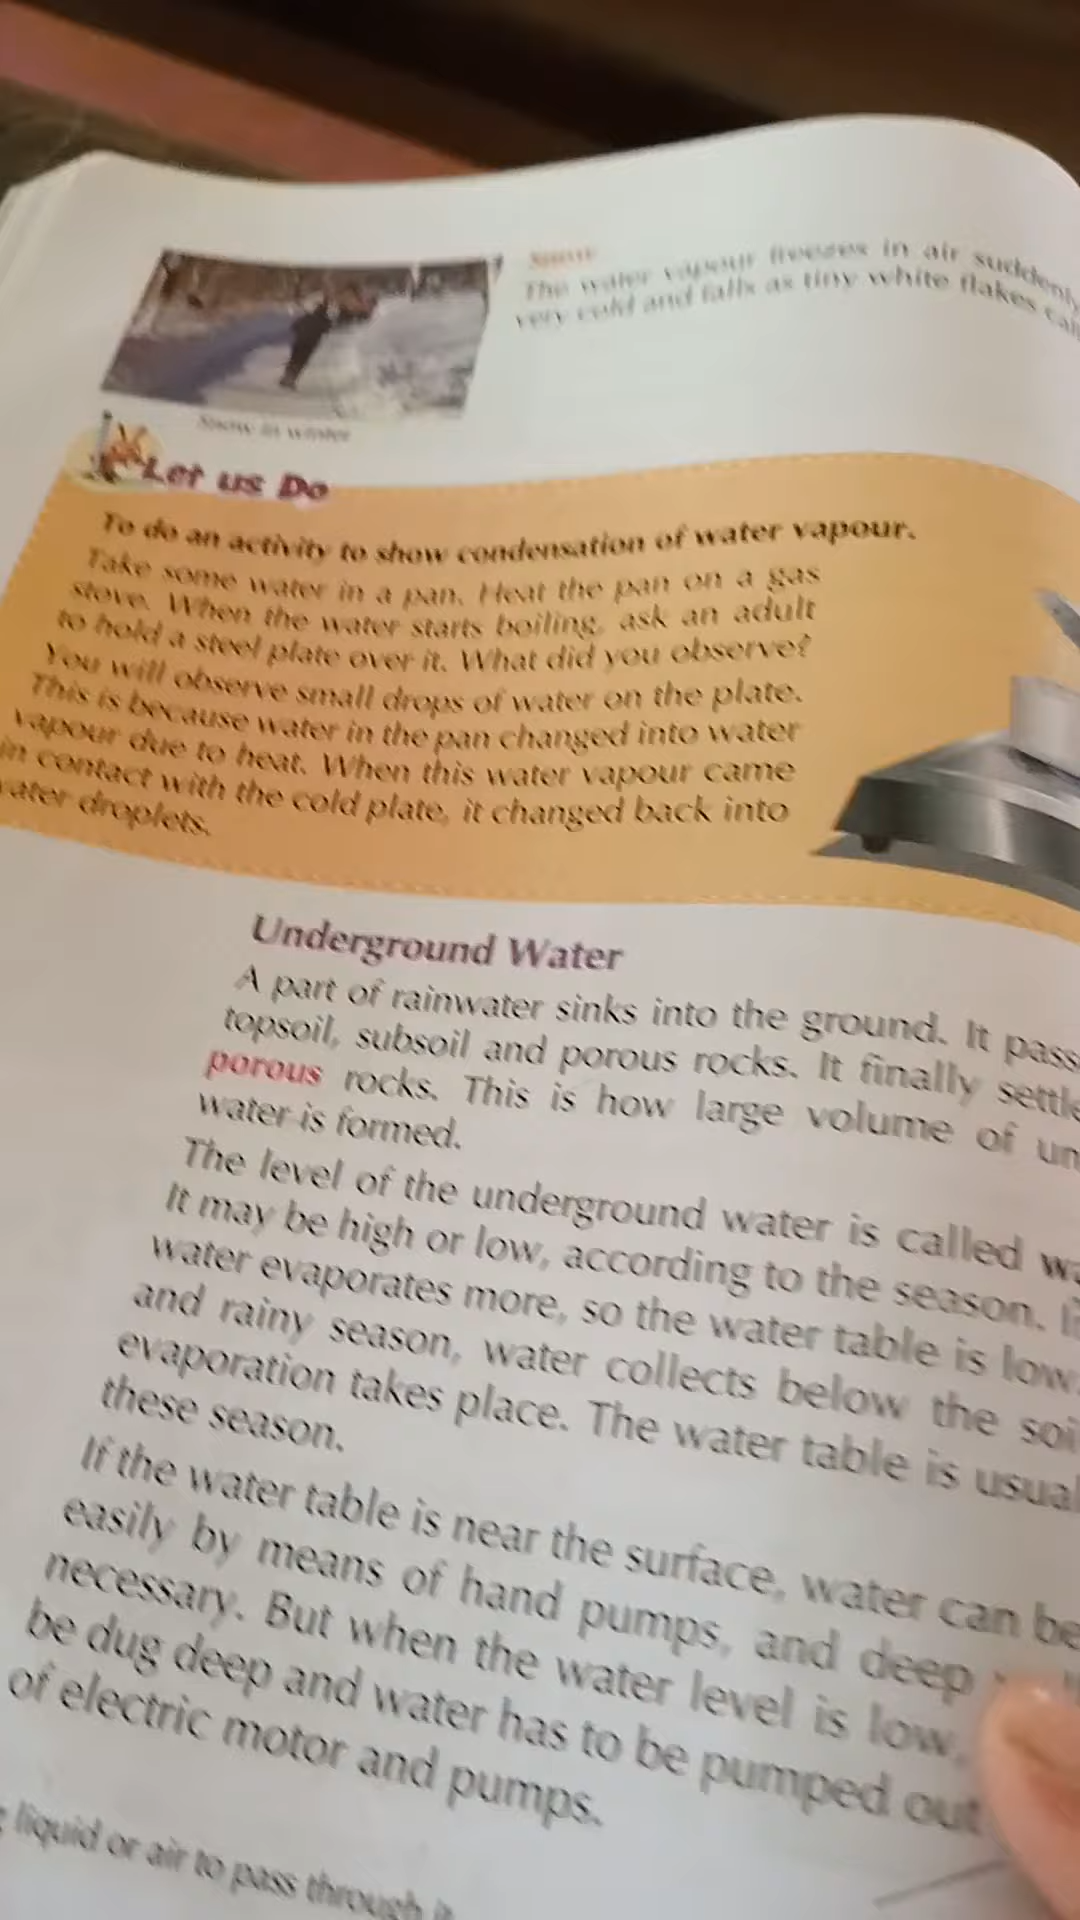 Snow
The water vapour freezes in air suddenly
very cold and falls as tiny white flakes
Snow in winter
Let us Do
To do an activity to show condensation of water vapour.
Take some water in a pan. Heat the pan on a gas
stove. When the water starts boiling, ask an adult
to hold a steel plate over it. What did you observe?
You will observe small drops of water on the plate.
This is because water in the pan changed into water
vapour due to heat. When this water vapour came
in contact with the cold plate, it changed back into
water droplets.
Underground Water
A part of rainwater sinks into the ground. It
topsoil, subsoil and porous rocks. It finally
porous rocks. This is how large volume of
water is formed.
The level of the underground water is called
It may be high or low, according to the season.
water evaporates more, so the water table is low.
and rainy season, water collects below the
evaporation takes place. The water table is
these season.
If the water table is near the surface, water can be
easily by means of hand pumps, and deep
necessary. But when the water level is low,
be dug deep and water has to be pumped out
of electric motor and pumps.
liquid or air to pass through it